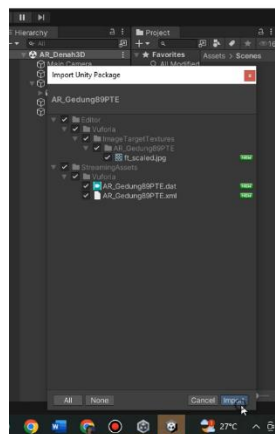 Hierarchy
Project
All
AR_Denah3D
Favorites
Assets > Scenes
Main Camera
All Modified
Import Unity Package
AR_Gedung89PTE
Editor
Vuforia
ImageTargetTextures
AR_Gedung89PTE
ft_scaled.jpg
NEW
StreamingAssets
Vuforia
AR_Gedung89PTE.dat
NEW
AR_Gedung89PTE.xml
NEW
All
None
Cancel
Import
27°C